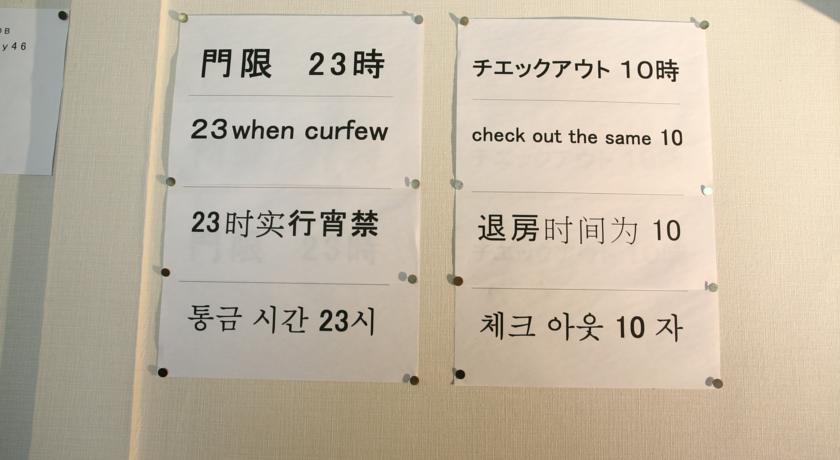 y46
門限 23時
23when curfew
23时实行宵禁
통금 시간 23시
チエックアウト 10時
check out the same 10
退房时间为 10
체크 아웃 10 자